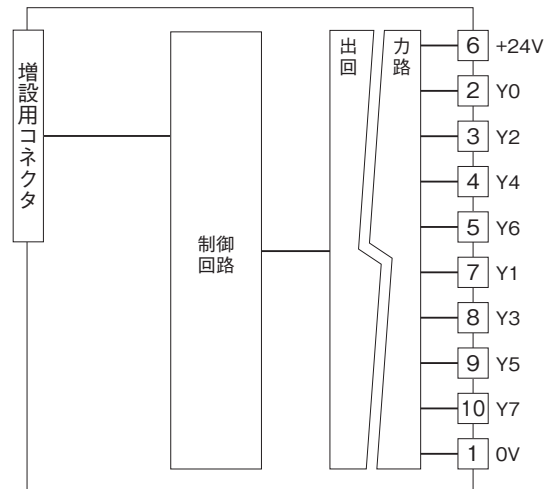 増設用コネクタ
制御
回路
出力
回路
6 +24V
2 Y0
3 Y2
4 Y4
5 Y6
7 Y1
8 Y3
9 Y5
10 Y7
1 0V